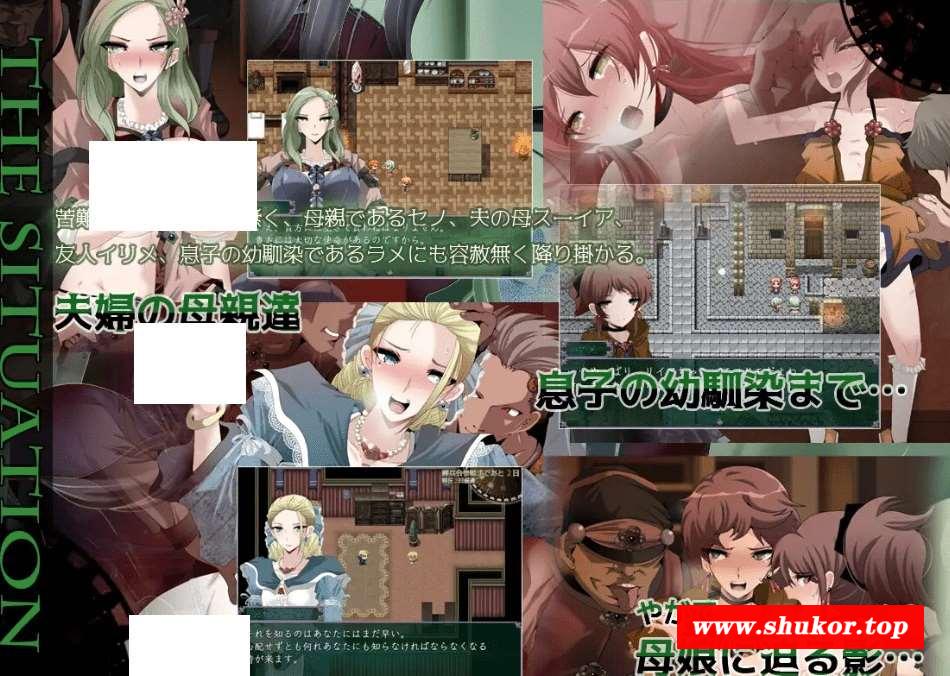 THE SITUATION
苦難
く、母親であるセノ、夫の母スーイア、
友人イリメ、息子の幼馴染であるラメにも容赦無く降り掛かる。
夫婦の母親達
息子の幼馴染まで…
れを知るのはあなたにはまだ早い。
配せずとも何れあなたにも知らなければならなくなる
が来ます。
やが
母娘に迫る影…
www.shukor.top